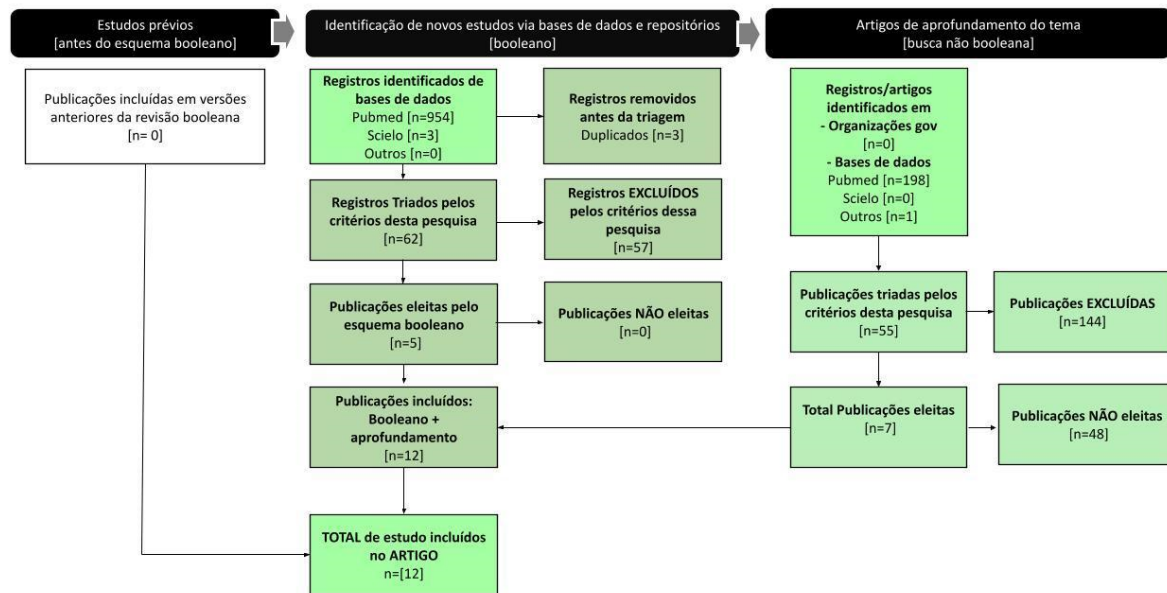 Estudos prévios
[antes do esquema booleano]
Identificação de novos estudos via bases de dados e repositórios
[booleano]
Artigos de aprofundamento do tema
[busca não booleana]
Publicações incluídas em versões
anteriores da revisão booleana
[n= 0]
Registros identificados de
bases de dados
Pubmed [n=954]
Scielo [n=3]
Outros [n=0]
Registros removidos
antes da triagem
Duplicados [n=3]
Registros/artigos
identificados em
- Organizações gov
[n=0]
- Bases de dados
Pubmed [n=198]
Scielo [n=0]
Outros [n=1]
Registros Triados pelos
critérios desta pesquisa
[n=62]
Registros EXCLUÍDOS
pelos critérios dessa
pesquisa
[n=57]
Publicações triadas pelos
critérios desta pesquisa
[n=55]
Publicações EXCLUÍDAS
[n=144]
Publicações eleitas pelo
esquema booleano
[n=5]
Publicações NÃO eleitas
[n=0]
Publicações incluídos:
Booleano +
aprofundamento
[n=12]
Total Publicações eleitas
[n=7]
Publicações NÃO eleitas
[n=48]
TOTAL de estudo incluídos
no ARTIGO
n=[12]